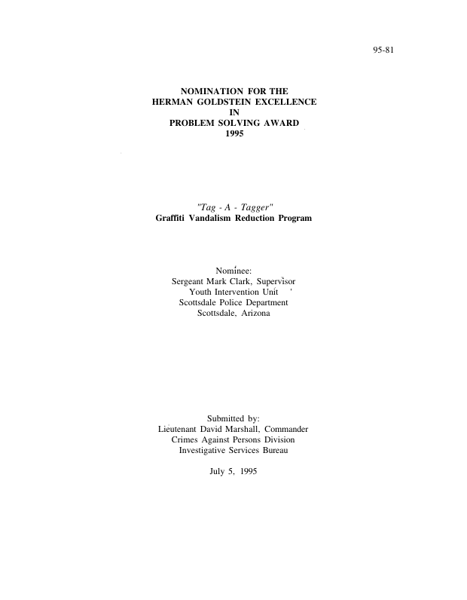 95-81
NOMINATION FOR THE
HERMAN GOLDSTEIN EXCELLENCE
IN
PROBLEM SOLVING AWARD
1995
"Tag - A - Tagger"
Graffiti Vandalism Reduction Program
Nominee:
Sergeant Mark Clark, Supervisor
Youth Intervention Unit
Scottsdale Police Department
Scottsdale, Arizona
Submitted by:
Lieutenant David Marshall, Commander
Crimes Against Persons Division
Investigative Services Bureau
July 5, 1995